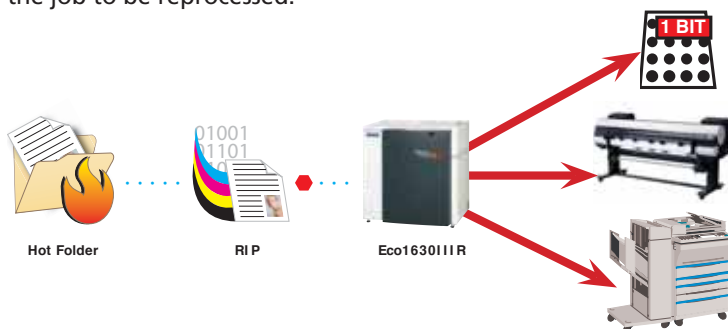 the job to be reprocessed.
1 BIT
01001
01101
Hot Folder
RIP
Eco1630IIIR